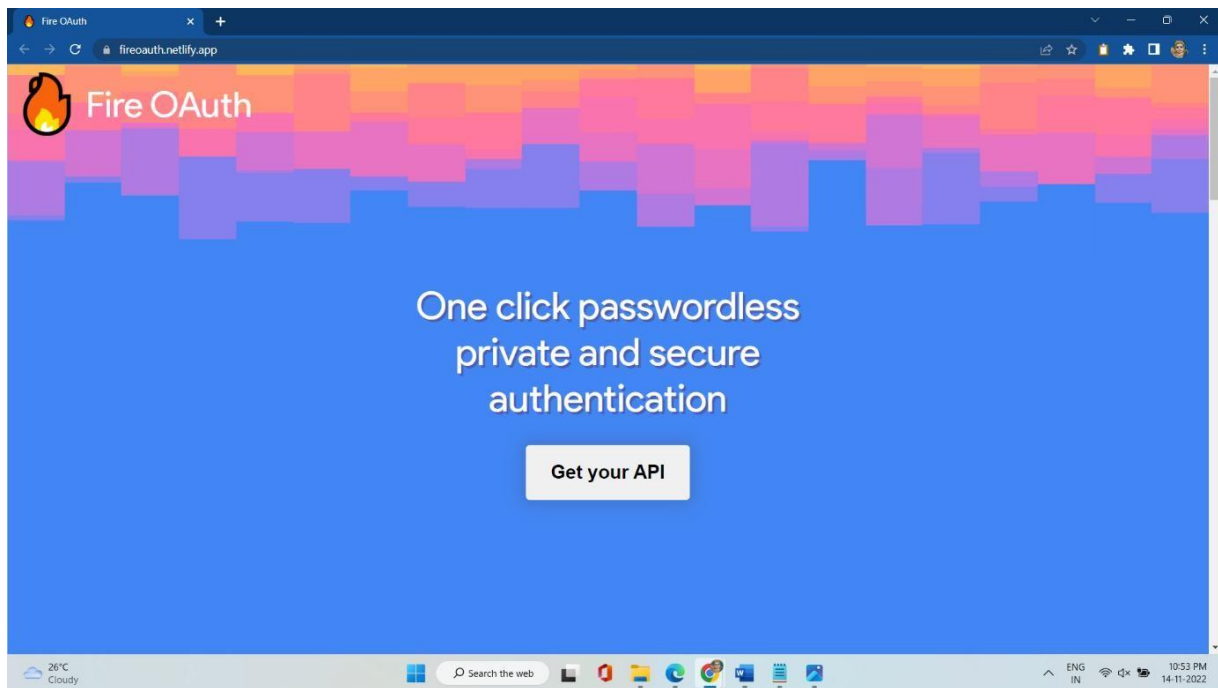 Fire OAuth
fireoauth.netlify.app
Fire OAuth
One click passwordless
private and secure
authentication
Get your API
26°C
Cloudy
Search the web
ENG
IN
10:53 PM
14-11-2022